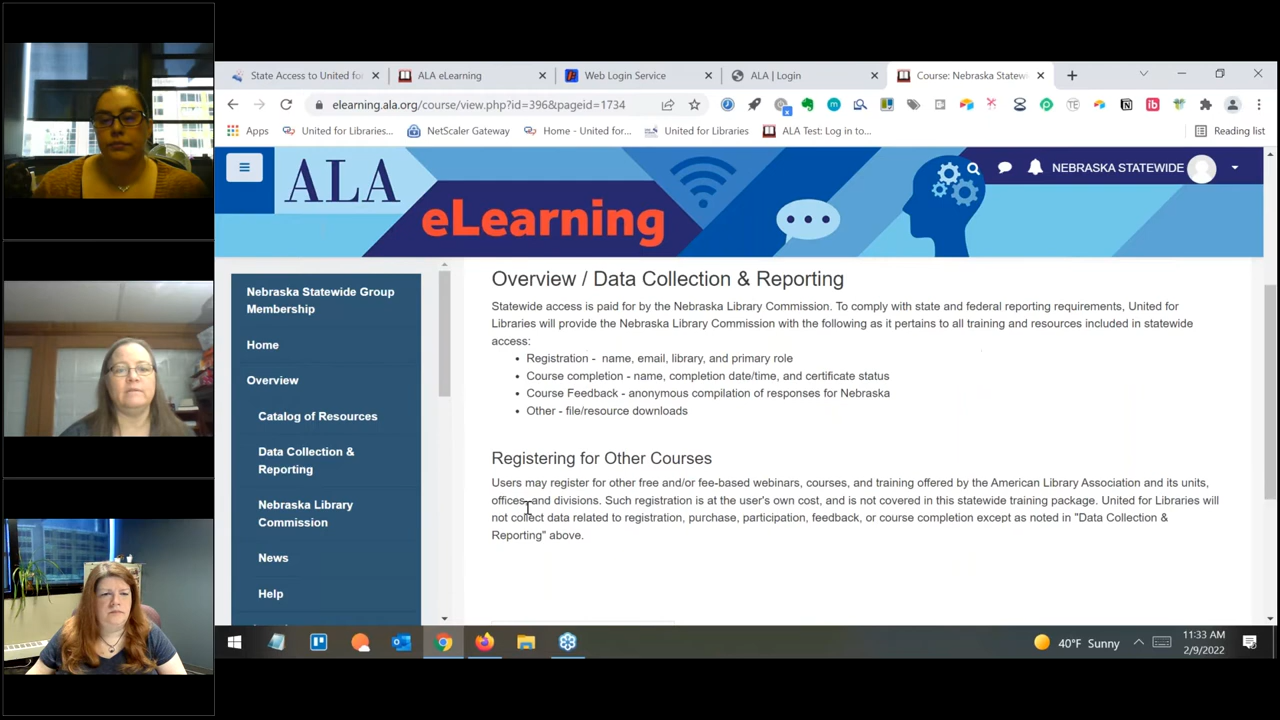 State Access to United fo
ALA eLearning
Web Login Service
ALA | Login
Course: Nebraska Statew
elearning.ala.org/course/view.php?id=396&pageid=1734
Apps
United for Libraries...
NetScaler Gateway
Home - United for...
United for Libraries
ALA Test: Log in to...
Reading list
ALA
eLearning
NEBRASKA STATEWIDE
Nebraska Statewide Group
Membership
Home
Overview
Catalog of Resources
Data Collection &
Reporting
Nebraska Library
Commission
News
Help
Overview / Data Collection & Reporting
Statewide access is paid for by the Nebraska Library Commission. To comply with state and federal reporting requirements, United for
Libraries will provide the Nebraska Library Commission with the following as it pertains to all training and resources included in statewide
access:
• Registration - name, email, library, and primary role
• Course completion - name, completion date/time, and certificate status
• Course Feedback - anonymous compilation of responses for Nebraska
• Other - file/resource downloads
Registering for Other Courses
Users may register for other free and/or fee-based webinars, courses, and training offered by the American Library Association and its units,
offices and divisions. Such registration is at the user's own cost, and is not covered in this statewide training package. United for Libraries will
not collect data related to registration, purchase, participation, feedback, or course completion except as noted in "Data Collection &
Reporting" above.
40°F Sunny
11:33 AM
2/9/2022